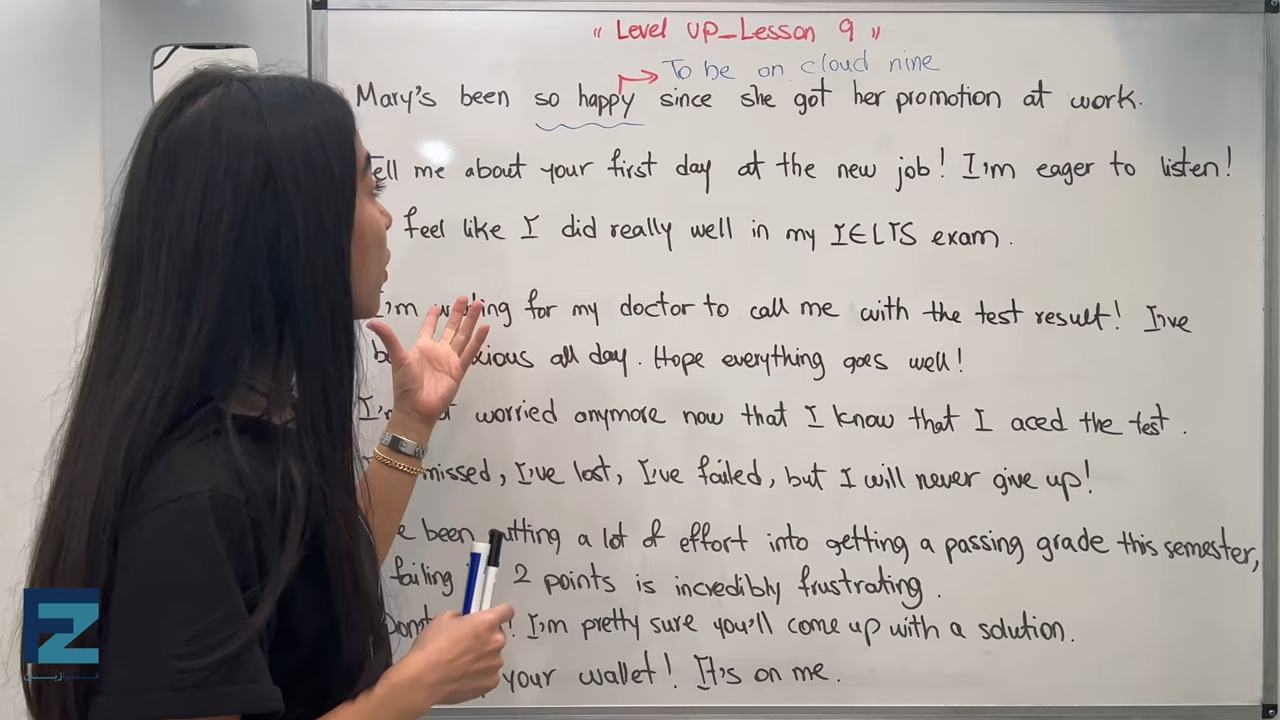 " Level up_Lesson 9 "
To be on cloud nine
Mary's been so happy since she got her promotion at work.
ell me about your first day at the new job! I'm eager to listen!
feel like I did really well in my IELTS exam.
I'm for my doctor to call me with the test result! I've
all day. Hope everything goes well!
I'm worried anymore now that I know that I aced the test.
missed, I've lost, I've failed, but I will never give up!
been putting a lot of effort into getting a passing grade this semester,
failing 2 points is incredibly frustrating.
I'm pretty sure you'll come up with a solution.
your wallet! It's on me.
FZ